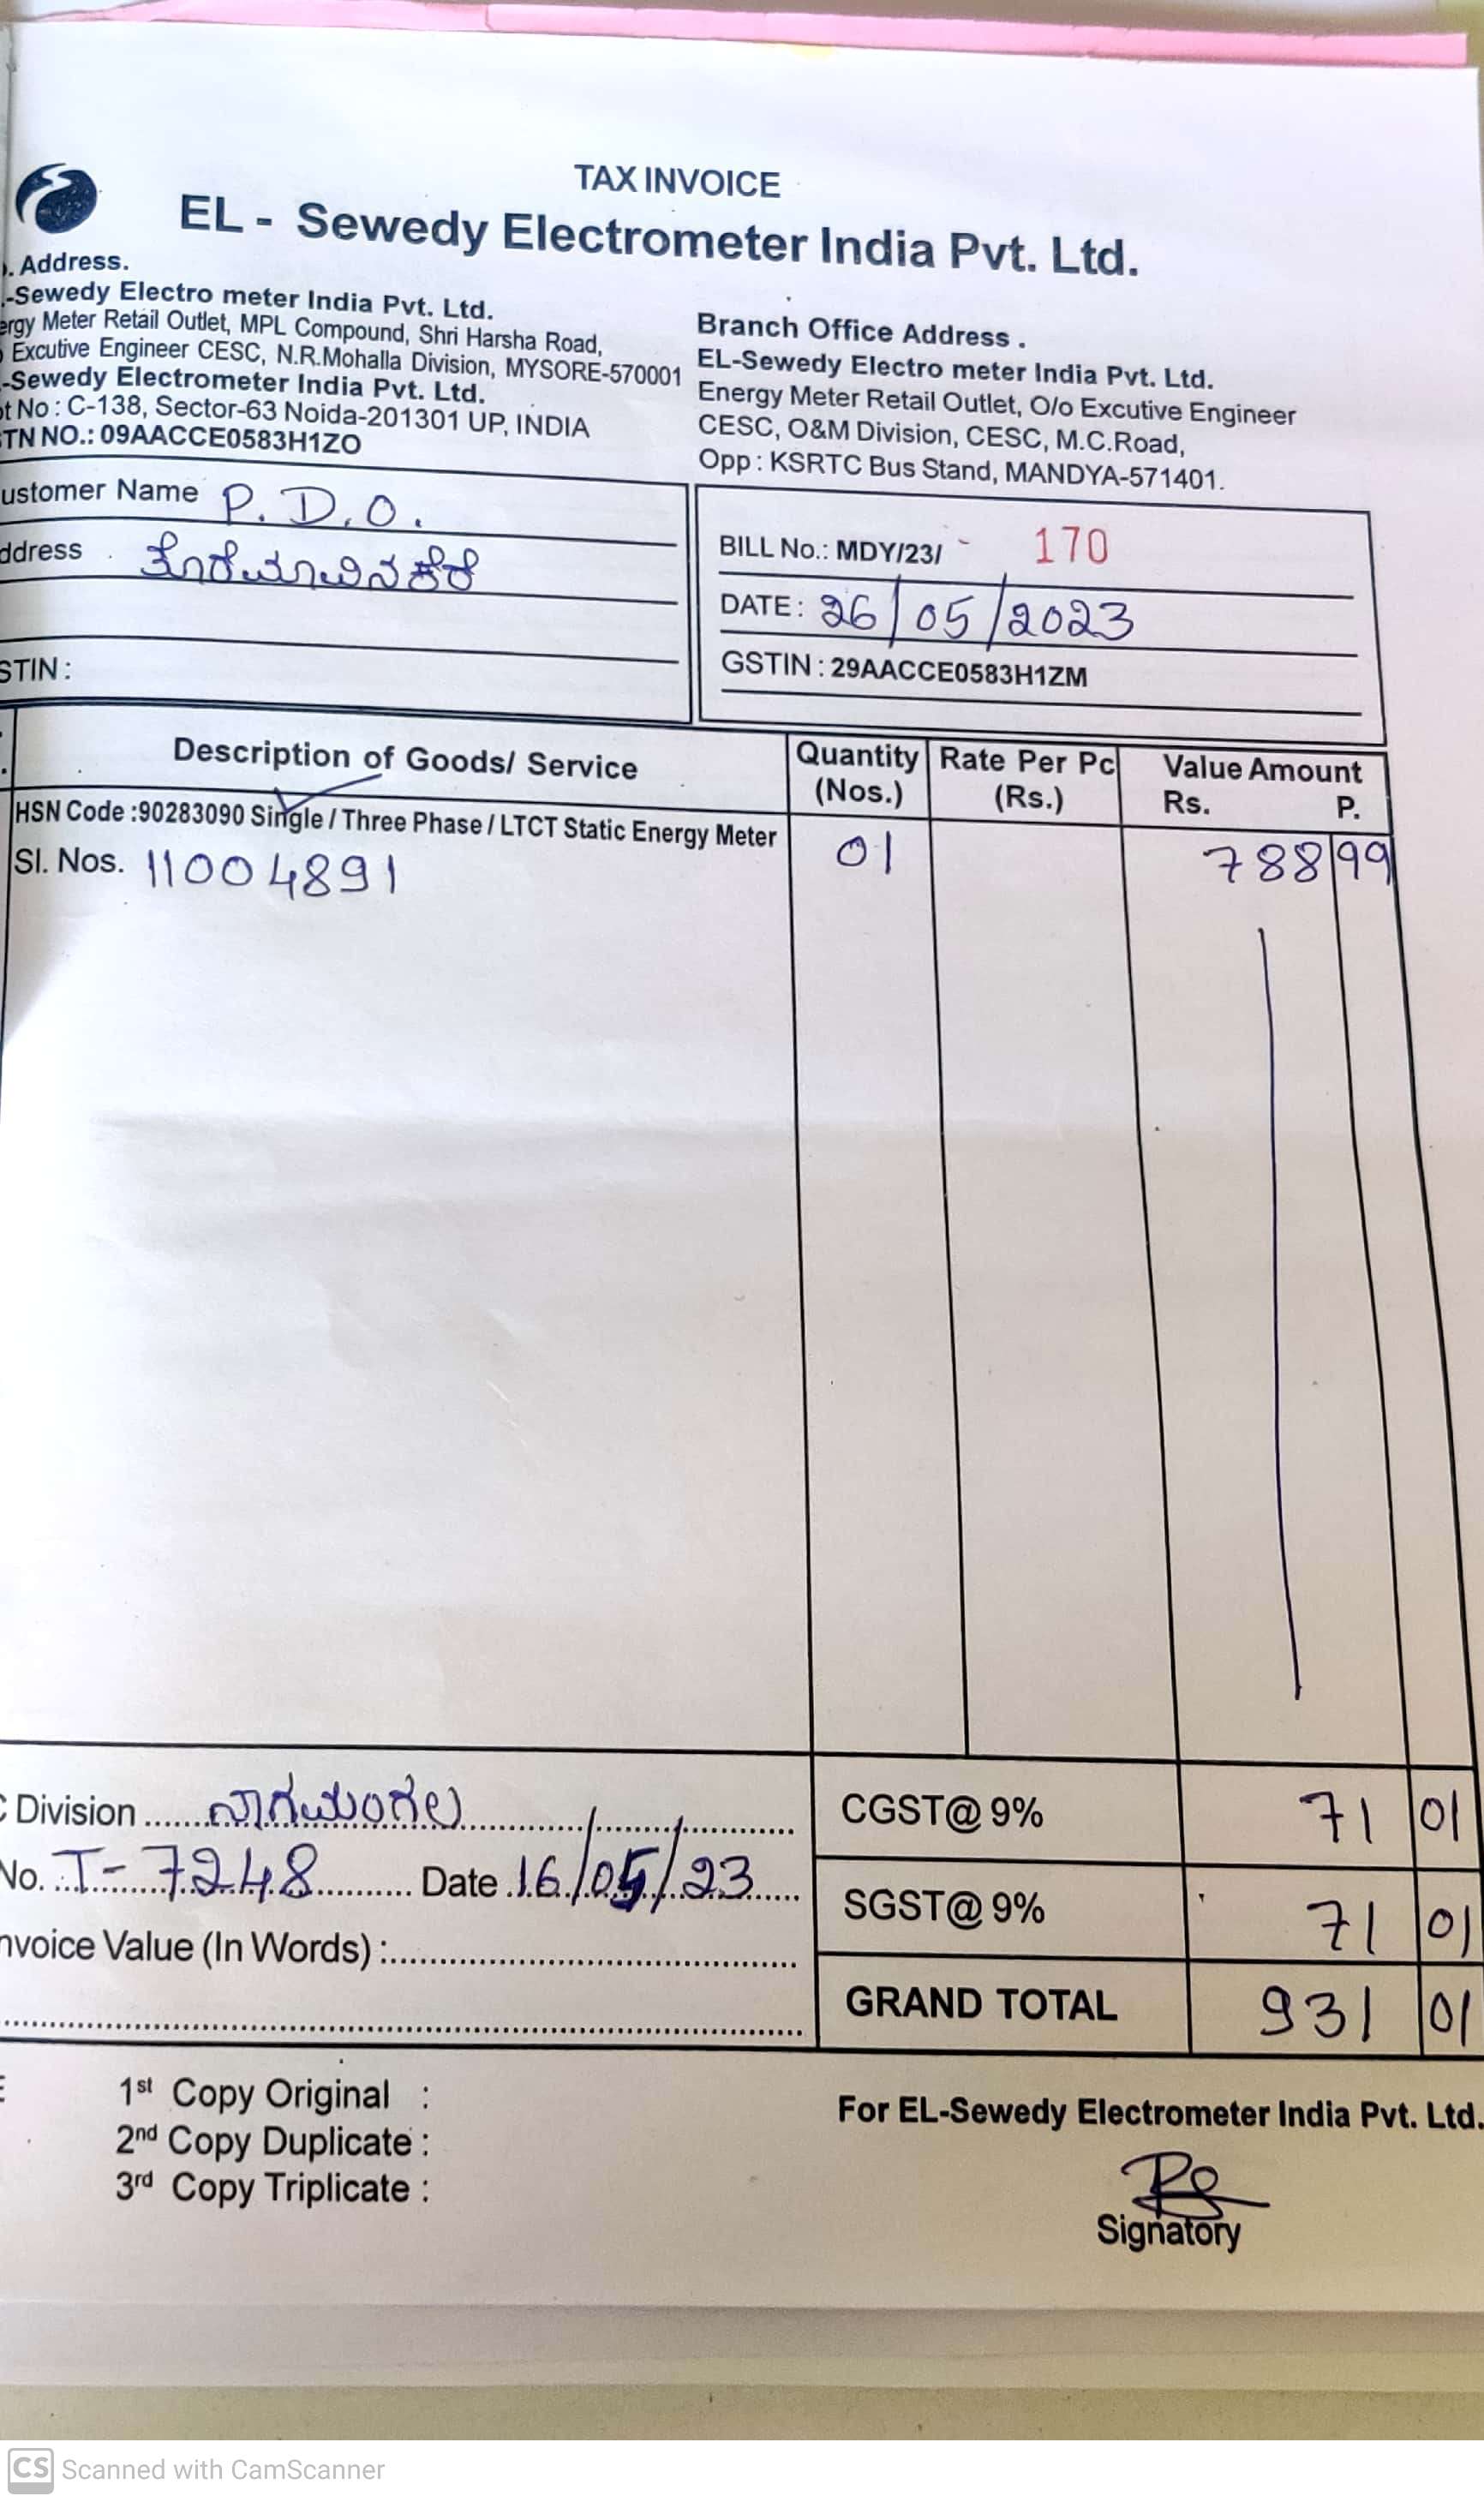 TAX INVOICE
EL - Sewedy Electrometer India Pvt. Ltd.
. Address.
-Sewedy Electro meter India Pvt. Ltd.
ergy Meter Retail Outlet, MPL Compound, Shri Harsha Road,
Excutive Engineer CESC, N.R.Mohalla Division, MYSORE-570001
-Sewedy Electrometer India Pvt. Ltd.
ot No : C-138, Sector-63 Noida-201301 UP, INDIA
TN NO.: 09AACCE0583H1ZO
Branch Office Address .
EL-Sewedy Electro meter India Pvt. Ltd.
Energy Meter Retail Outlet, O/o Excutive Engineer
CESC, O&M Division, CESC, M.C.Road,
Opp : KSRTC Bus Stand, MANDYA-571401.
ustomer Name P. D. O.
ddress ತೊರೆಮಾವಿನಕೆರೆ
STIN :
BILL No.: MDY/23/ - 170
DATE : 26/05/2023
GSTIN : 29AACCE0583H1ZM
Description of Goods/ Service Quantity (Nos.) Rate Per Pc (Rs.) Value Amount Rs. P.
HSN Code :90283090 Single / Three Phase / LTCT Static Energy Meter
Sl. Nos. 11004891 01 788 99
C Division ನಾಗಮಂಗಲ
No. T- 7248 Date 16/05/23
nvoice Value (In Words) :
CGST@ 9% 71 01
SGST@ 9% 71 01
GRAND TOTAL 931 01
E
1st Copy Original :
2nd Copy Duplicate :
3rd Copy Triplicate :
For EL-Sewedy Electrometer India Pvt. Ltd.
Signatory
CS Scanned with CamScanner